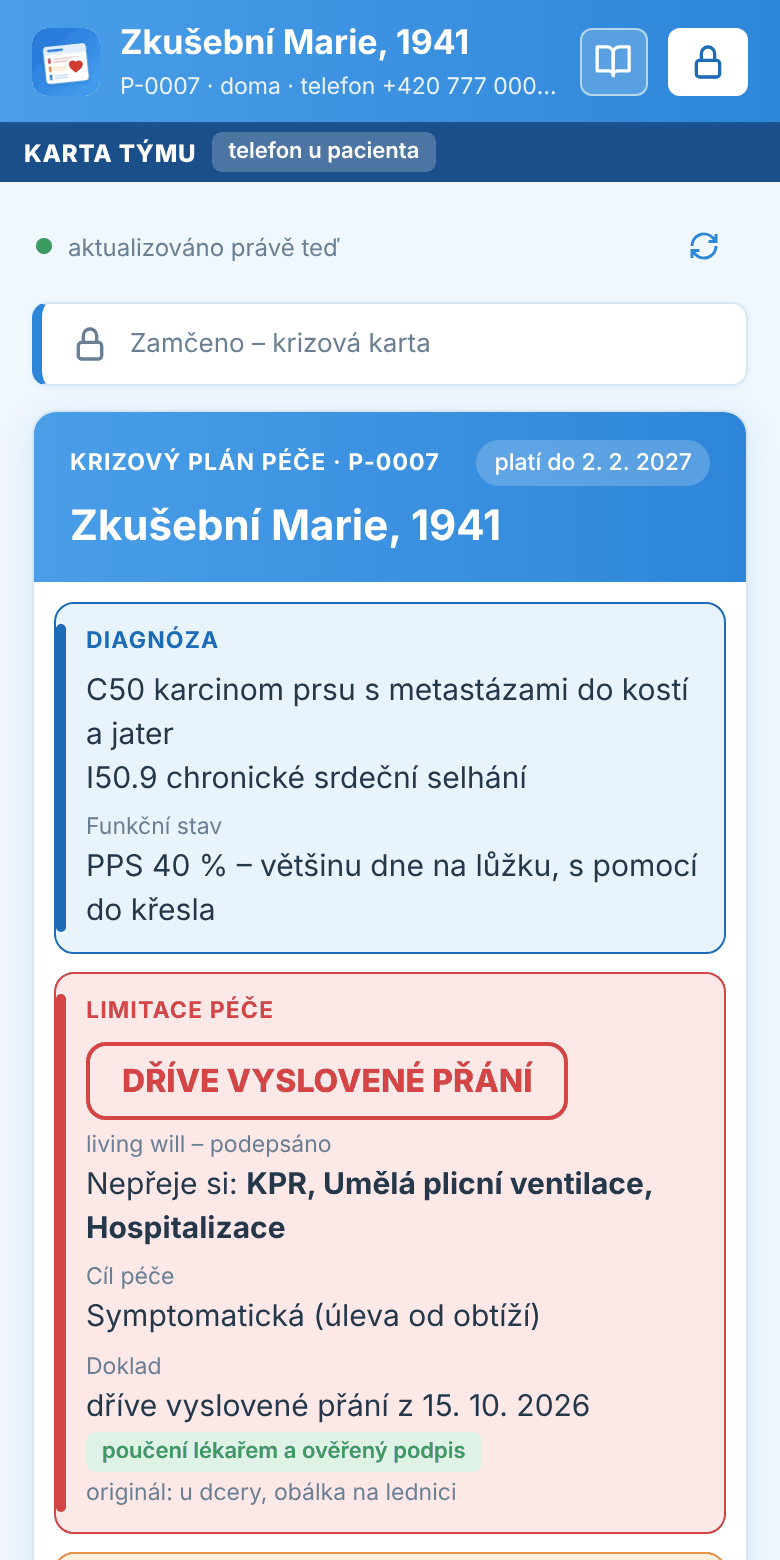 Zkušební Marie, 1941
P-0007 · doma · telefon +420 777 000…
KARTA TÝMU
telefon u pacienta
aktualizováno právě teď
Zamčeno – krizová karta
KRIZOVÝ PLÁN PÉČE · P-0007
platí do 2. 2. 2027
Zkušební Marie, 1941
DIAGNÓZA
C50 karcinom prsu s metastázami do kostí
a jater
I50.9 chronické srdeční selhání
Funkční stav
PPS 40 % – většinu dne na lůžku, s pomocí
do křesla
LIMITACE PÉČE
DŘÍVE VYSLOVENÉ PŘÁNÍ
living will – podepsáno
Nepřeje si: KPR, Umělá plicní ventilace,
Hospitalizace
Cíl péče
Symptomatická (úleva od obtíží)
Doklad
dříve vyslovené přání z 15. 10. 2026
poučení lékařem a ověřený podpis
originál: u dcery, obálka na lednici